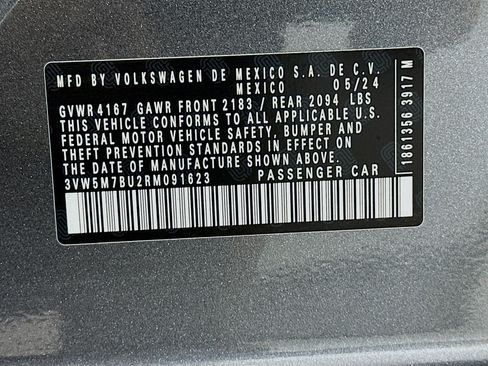 MFD BY VOLKSWAGEN DE MEXICO S.A. DE C.V.
MEXICO 05/24
GVWR 4167 GAWR FRONT 2183 / REAR 2094 LBS
THIS VEHICLE CONFORMS TO ALL APPLICABLE U.S.
FEDERAL MOTOR VEHICLE SAFETY, BUMPER AND
THEFT PREVENTION STANDARDS IN EFFECT ON THE
DATE OF MANUFACTURE SHOWN ABOVE
3VW5M7BU2RM091623 PASSENGER CAR
1861356 3917 M